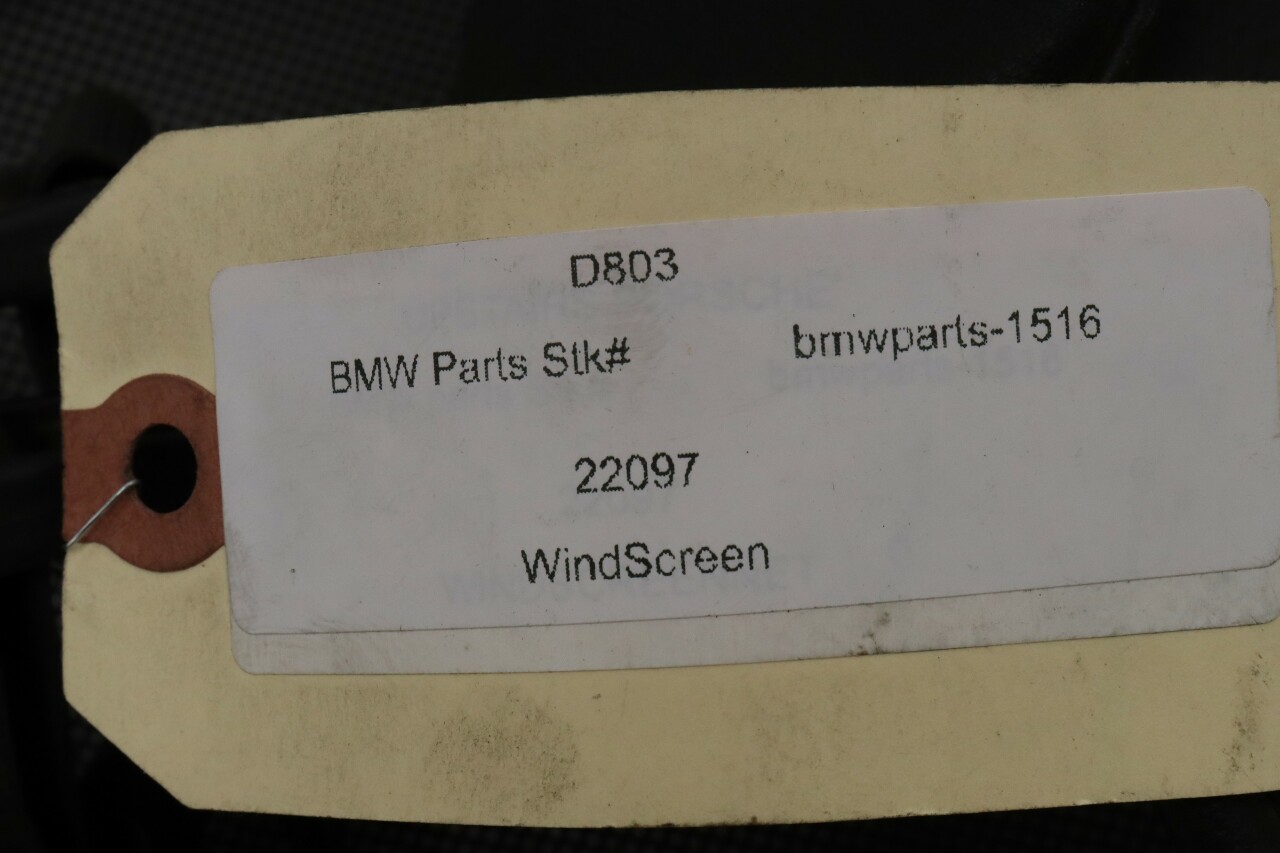 D803
BMW Parts Stk# bmwparts-1516
22097
WindScreen